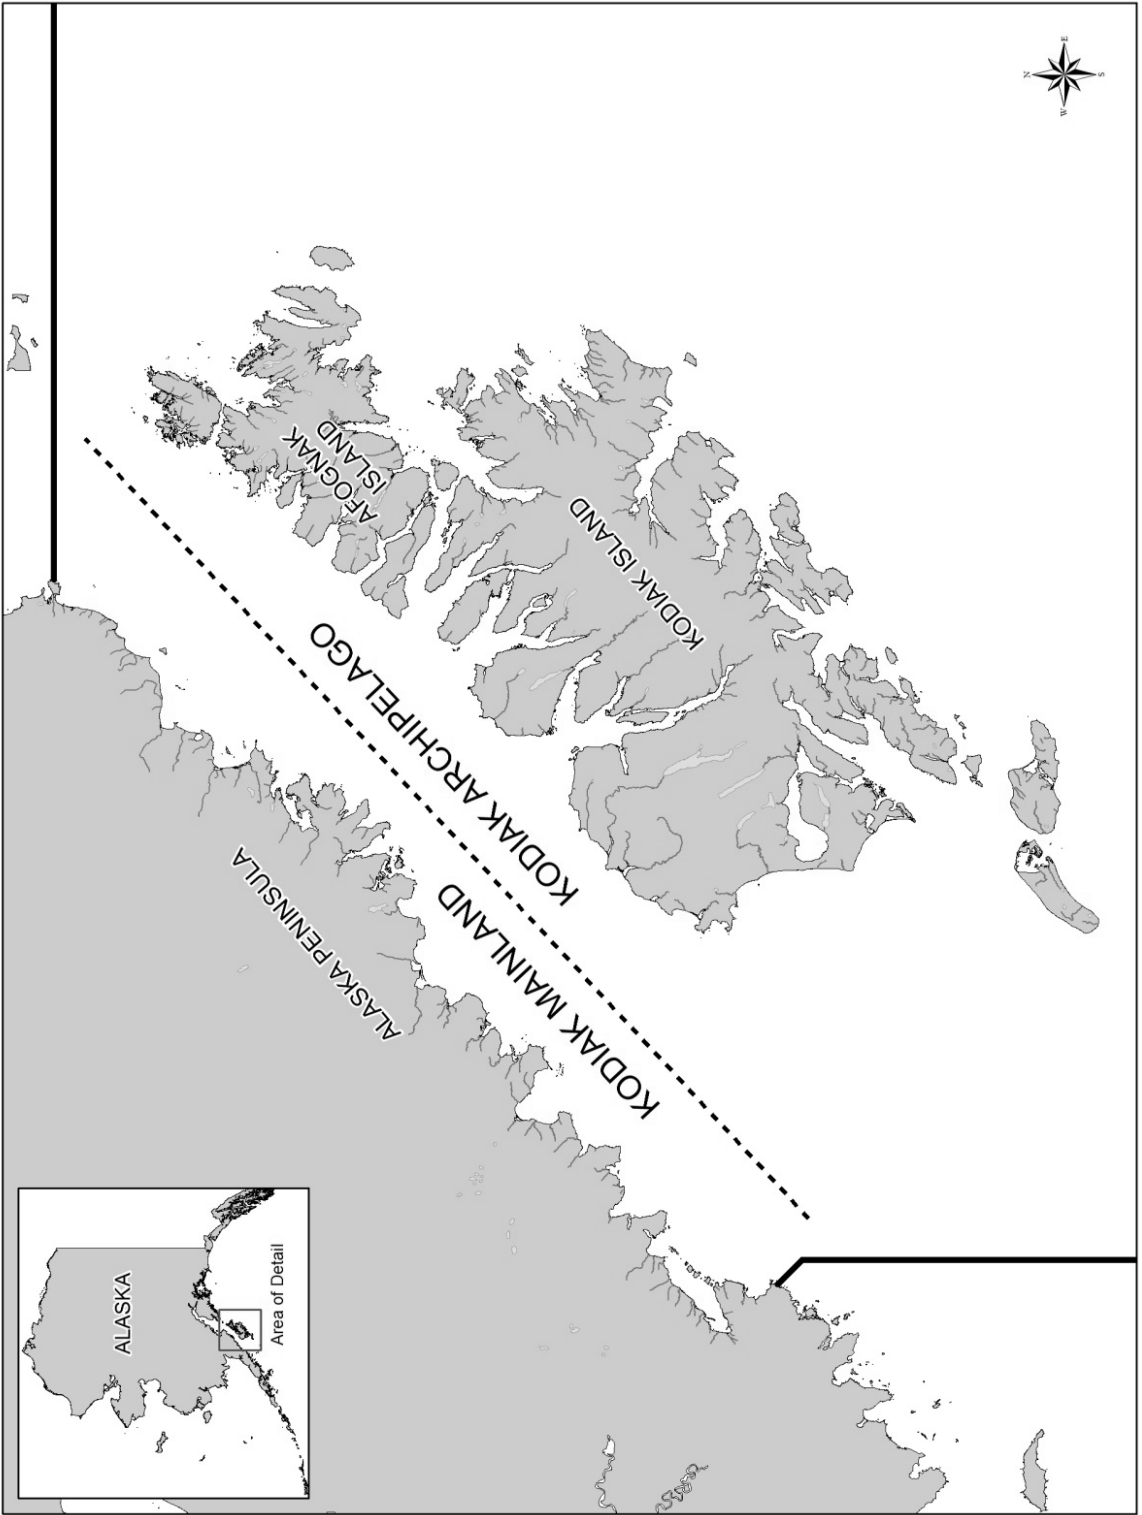 N
E
S
W
AFOGNAK
ISLAND
KODIAK ISLAND
KODIAK ARCHIPELAGO
KODIAK MAINLAND
ALASKA PENINSULA
ALASKA
Area of Detail